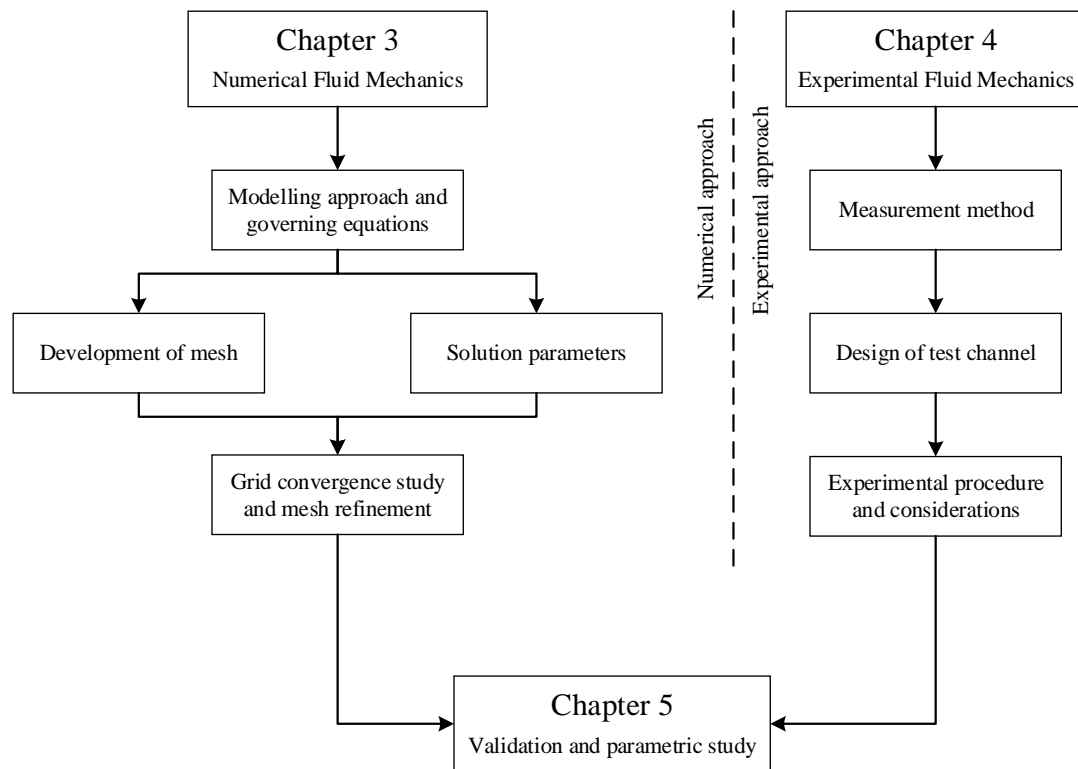 Chapter 3
Numerical Fluid Mechanics
Modelling approach and
governing equations
Development of mesh
Solution parameters
Grid convergence study
and mesh refinement
Numerical approach
Experimental approach
Chapter 4
Experimental Fluid Mechanics
Measurement method
Design of test channel
Experimental procedure
and considerations
Chapter 5
Validation and parametric study